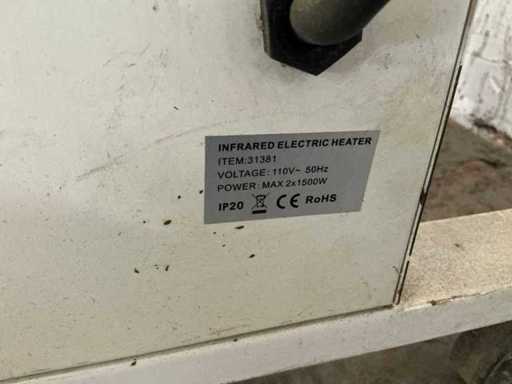 INFRARED ELECTRIC HEATER
ITEM:31381
VOLTAGE: 110V~ 50Hz
POWER: MAX 2x1500W
IP20 CE RoHS